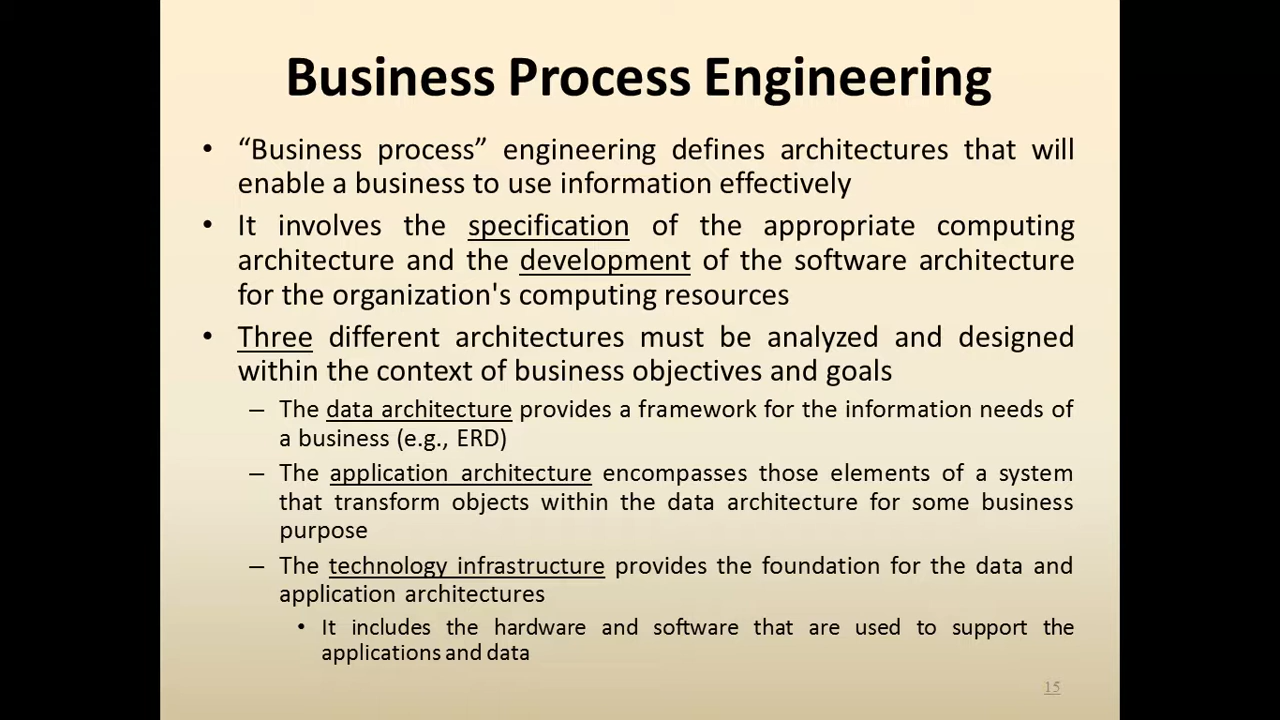 Business Process Engineering
• “Business process” engineering defines architectures that will
enable a business to use information effectively
• It involves the specification of the appropriate computing
architecture and the development of the software architecture
for the organization's computing resources
• Three different architectures must be analyzed and designed
within the context of business objectives and goals
– The data architecture provides a framework for the information needs of
a business (e.g., ERD)
– The application architecture encompasses those elements of a system
that transform objects within the data architecture for some business
purpose
– The technology infrastructure provides the foundation for the data and
application architectures
• It includes the hardware and software that are used to support the
applications and data
15